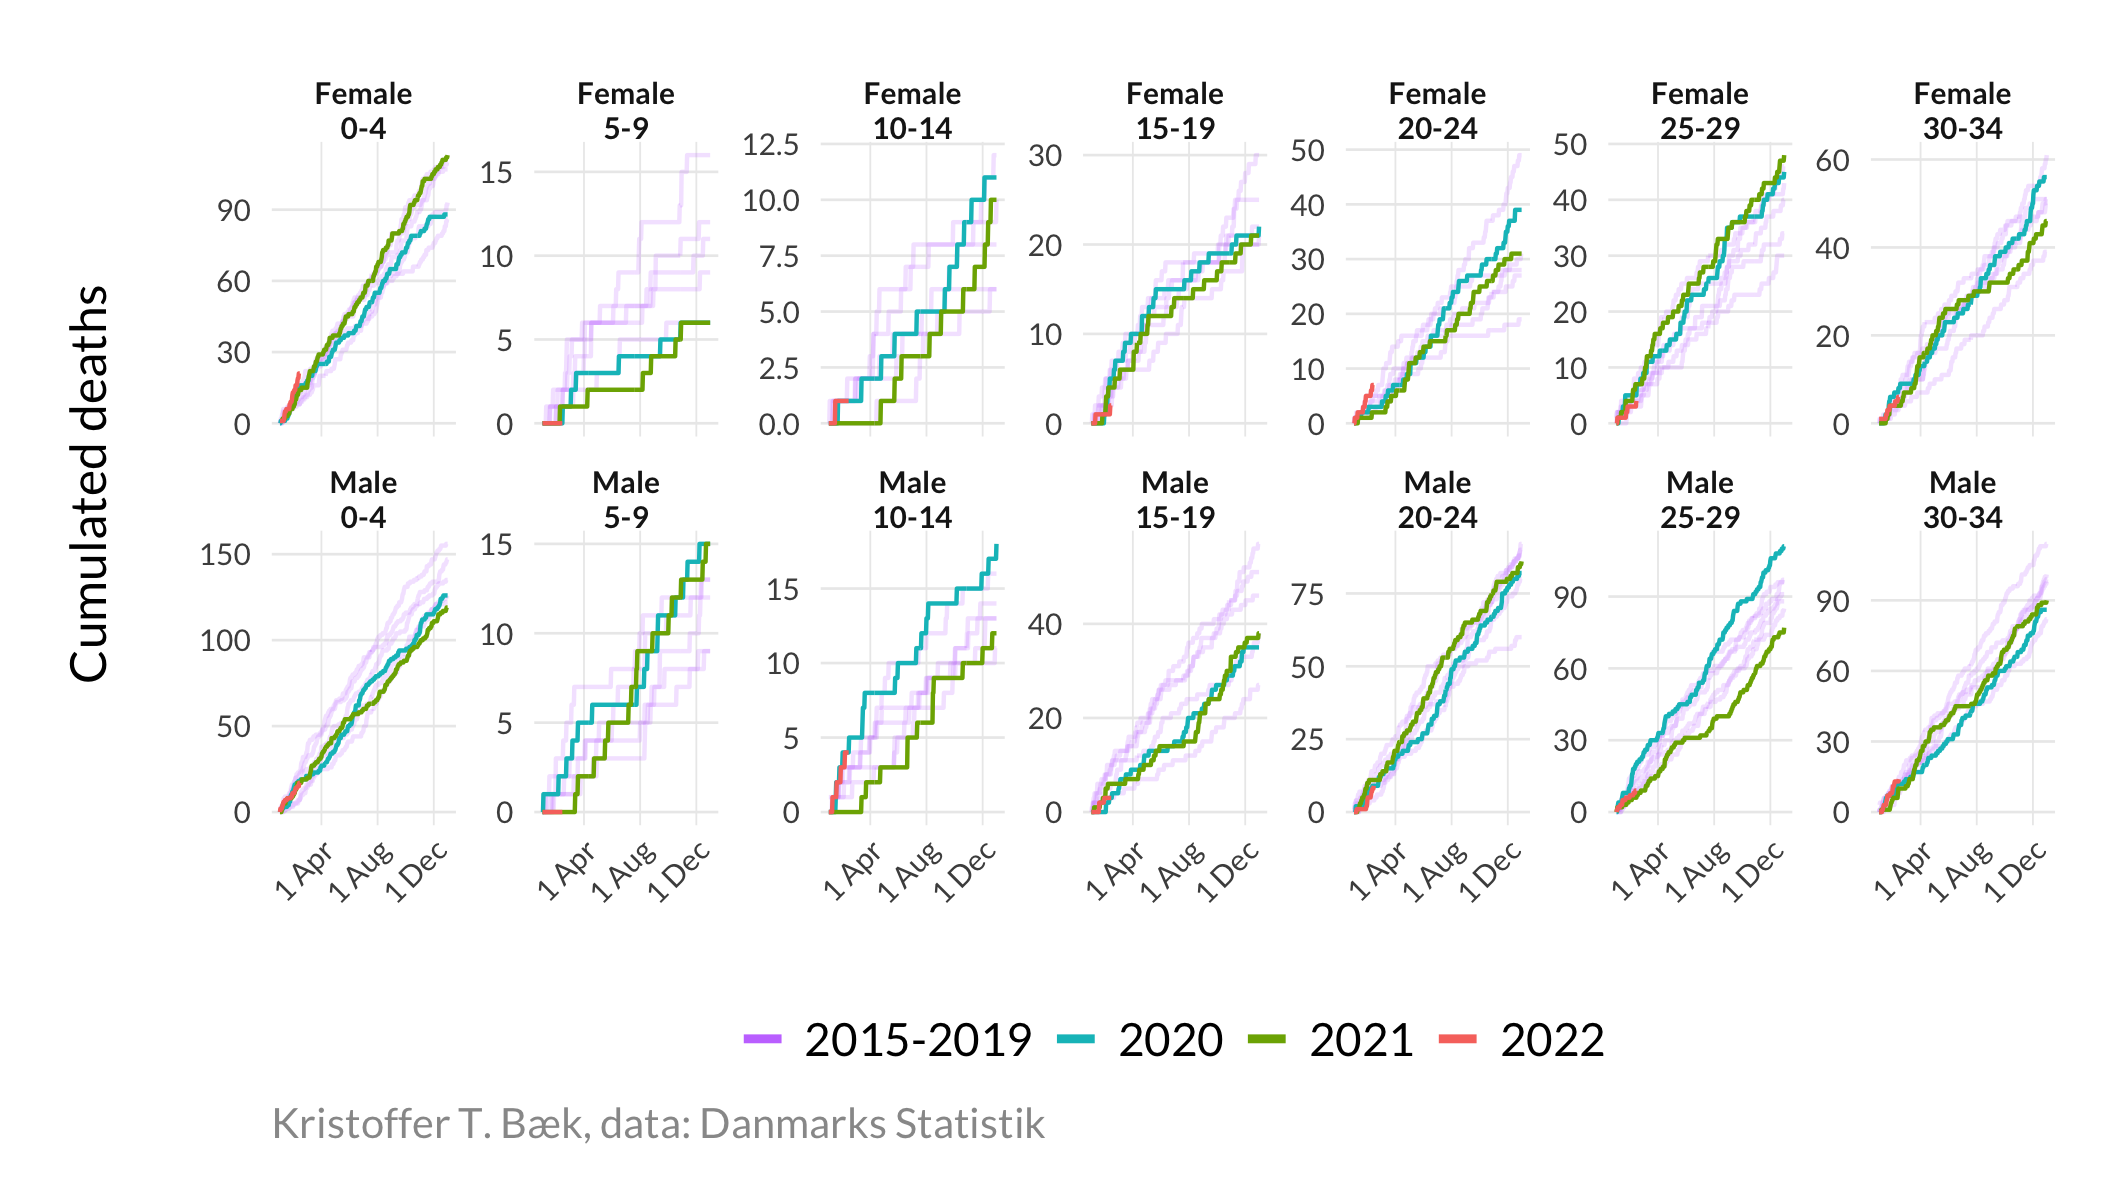 Cumulated deaths
Female
0-4
90
60
30
0
Female
5-9
15
10
5
0
Female
10-14
12.5
10.0
7.5
5.0
2.5
0.0
Female
15-19
30
20
10
0
Female
20-24
50
40
30
20
10
0
Female
25-29
50
40
30
20
10
0
Female
30-34
60
40
20
0
Male
0-4
150
100
50
0
1 Apr
1 Aug
1 Dec
Male
5-9
15
10
5
0
1 Apr
1 Aug
1 Dec
Male
10-14
15
10
5
0
1 Apr
1 Aug
1 Dec
Male
15-19
40
20
0
1 Apr
1 Aug
1 Dec
Male
20-24
75
50
25
0
1 Apr
1 Aug
1 Dec
Male
25-29
90
60
30
0
1 Apr
1 Aug
1 Dec
Male
30-34
90
60
30
0
1 Apr
1 Aug
1 Dec
2015-2019 2020 2021 2022
Kristoffer T. Bæk, data: Danmarks Statistik